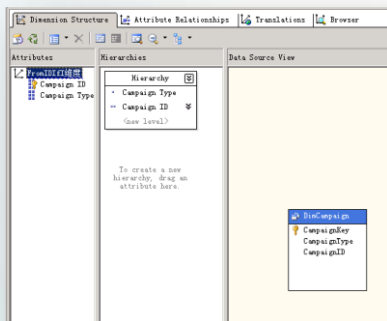 Dimension Structure Attribute Relationships Translations Browser
Attributes
Hierarchies
Data Source View
Campaign ID
Campaign Type
Hierarchy
Campaign Type
Campaign ID
<new level>
To create a new
hierarchy, drag an
attribute here.
DimCampaign
CampaignKey
CampaignType
CampaignID